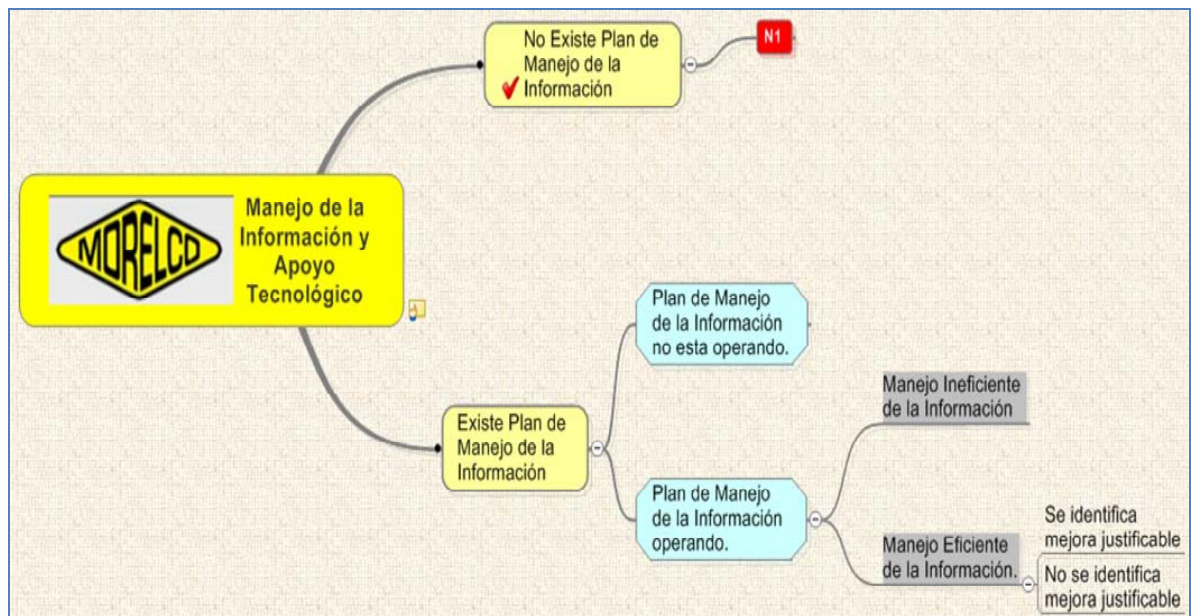 No Existe Plan de
Manejo de la
Información
N1
MORELCO
Manejo de la
Información y
Apoyo
Tecnológico
Plan de Manejo
de la Información
no esta operando.
Existe Plan de
Manejo de la
Información
Plan de Manejo
de la Información
operando.
Manejo Ineficiente
de la Información
Manejo Eficiente
de la Información.
Se identifica
mejora justificable
No se identifica
mejora justificable